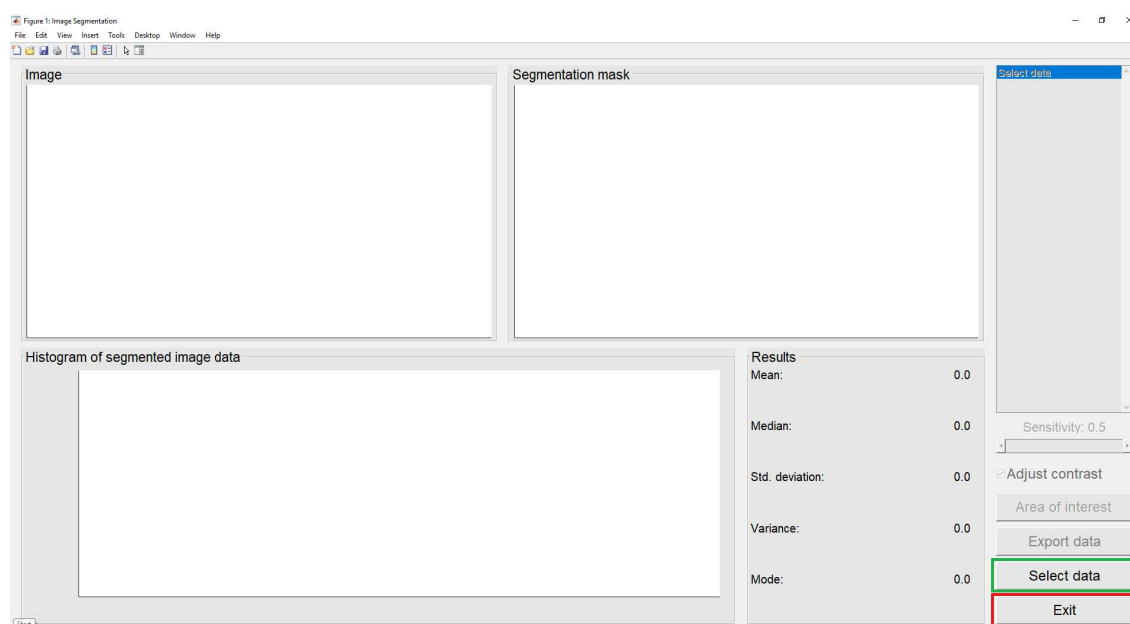 Figure 1: Image Segmentation
File Edit View Insert Tools Desktop Window Help
Image
Segmentation mask
Select data
Histogram of segmented image data
Results
Mean: 0.0
Median: 0.0
Std. deviation: 0.0
Variance: 0.0
Mode: 0.0
Sensitivity: 0.5
Adjust contrast
Area of interest
Export data
Select data
Exit
Start